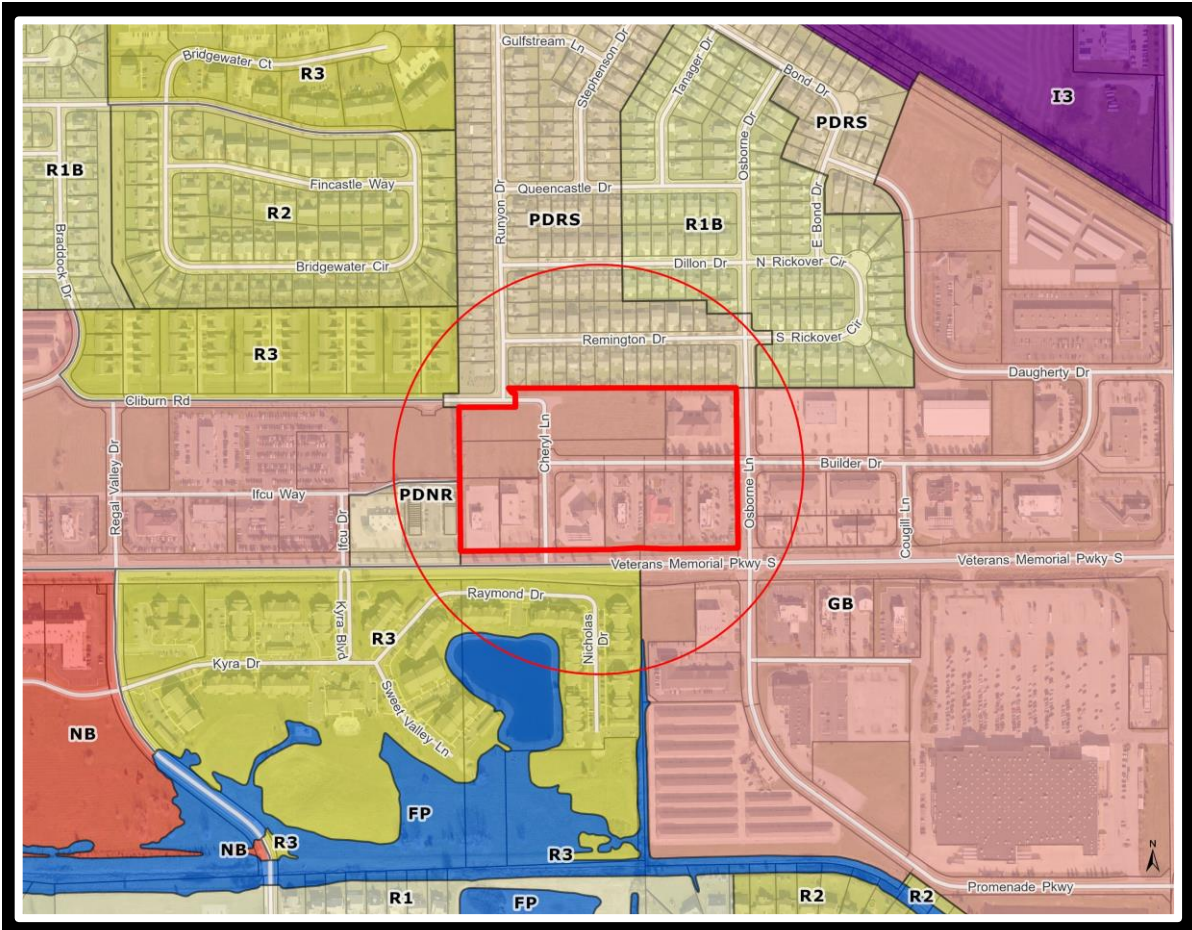 Gulfstream Ln
Stephenson Dr
Tanager Dr
Bond Dr
Bridgewater Ct
R3
I3
PDRS
Osborne Dr
R1B
Fincastle Way
Queencastle Dr
R2
Runyon Dr
PDRS
R1B
E Bond Dr
Braddock Dr
Bridgewater Cir
Dillon Dr
N Rickover Cir
Remington Dr
S Rickover Cir
R3
Daugherty Dr
Cliburn Rd
Cheryl Ln
Regal Valley Dr
Builder Dr
Osborne Ln
Ifcu Way
PDNR
Ifcu Dr
Cougill Ln
Veterans Memorial Pkwy S
Veterans Memorial Pwky S
Raymond Dr
GB
Kyra Blvd
R3
Nicholas
Dr
Kyra Dr
Sweet Valley Ln
NB
FP
R3
NB
R3
N
Promenade Pkwy
R1
FP
R2
R2